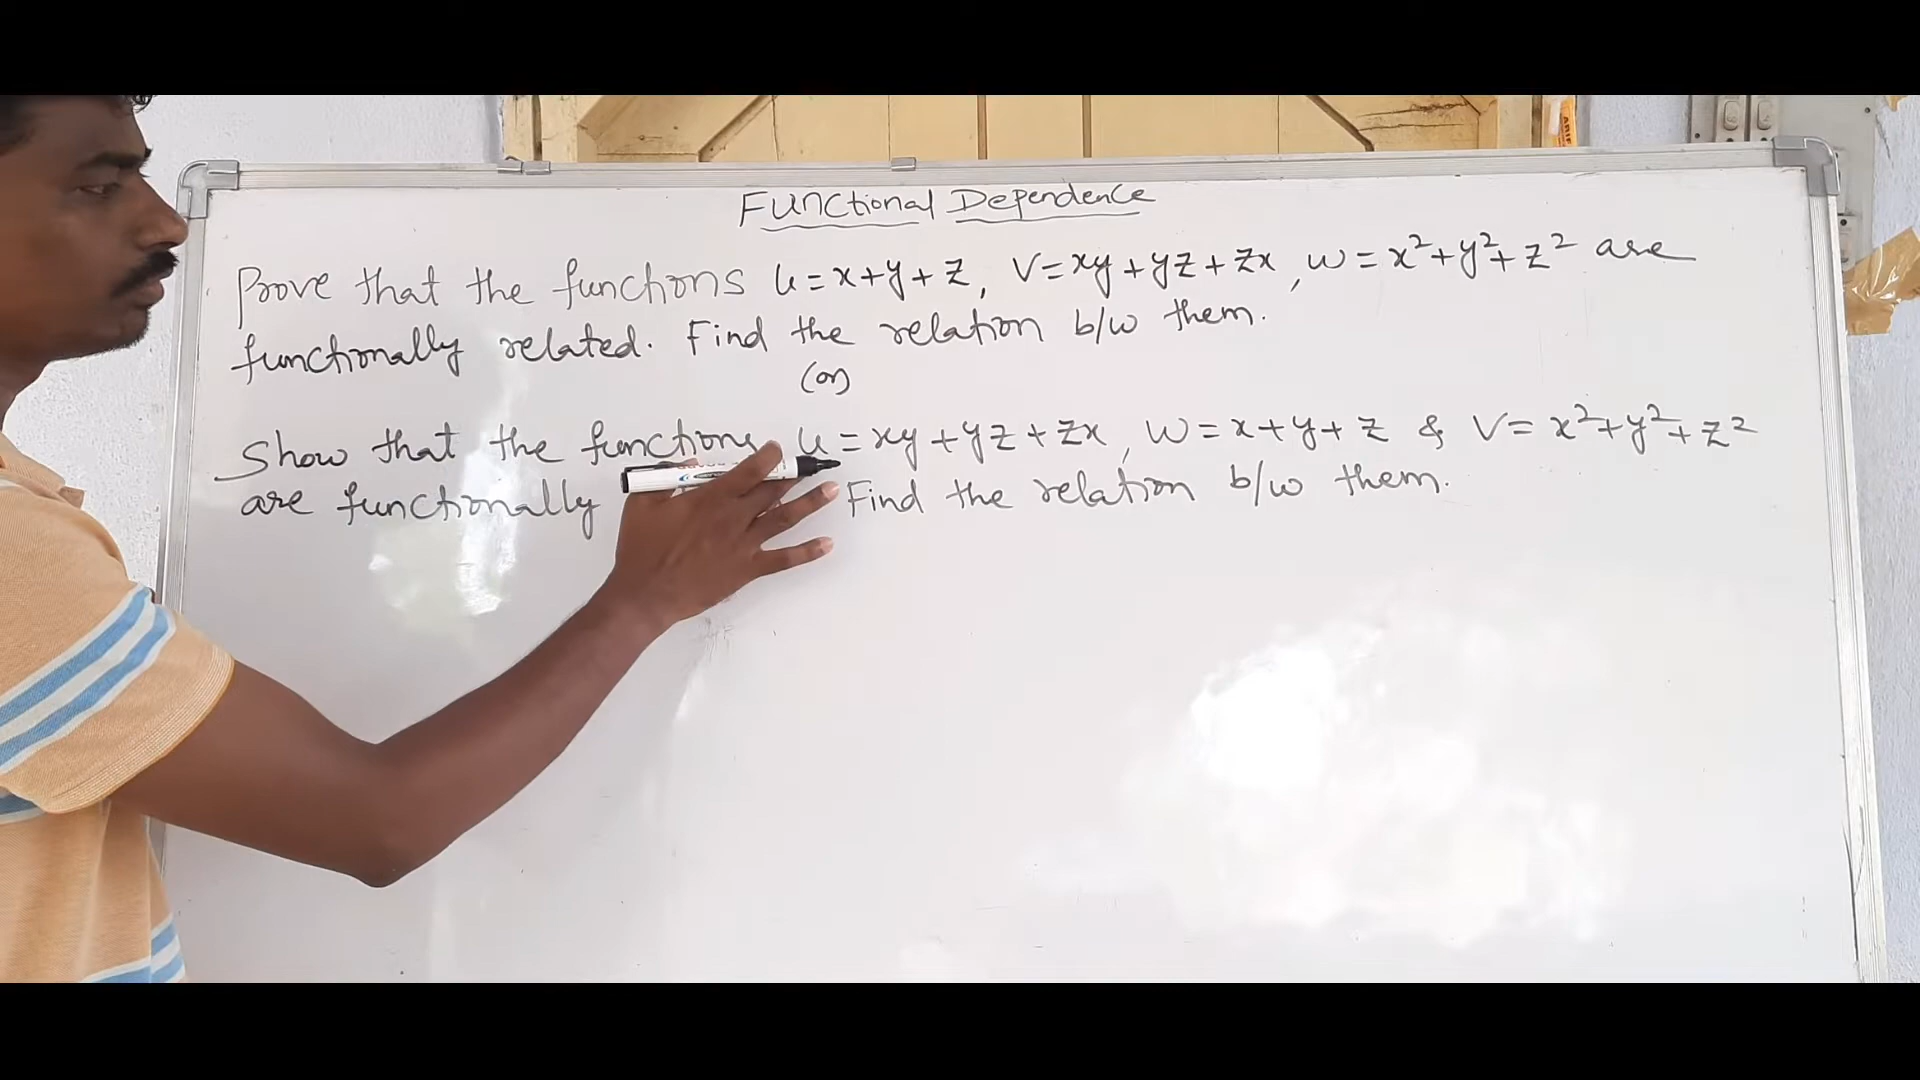 Functional Dependence
Prove that the functions u=x+y+z, v=xy+yz+zx, w=x²+y²+z² are
functionally related. Find the relation b/w them.
(or)
Show that the functions u=xy+yz+zx, w=x+y+z & v=x²+y²+z²
are functionally Find the relation b/w them.